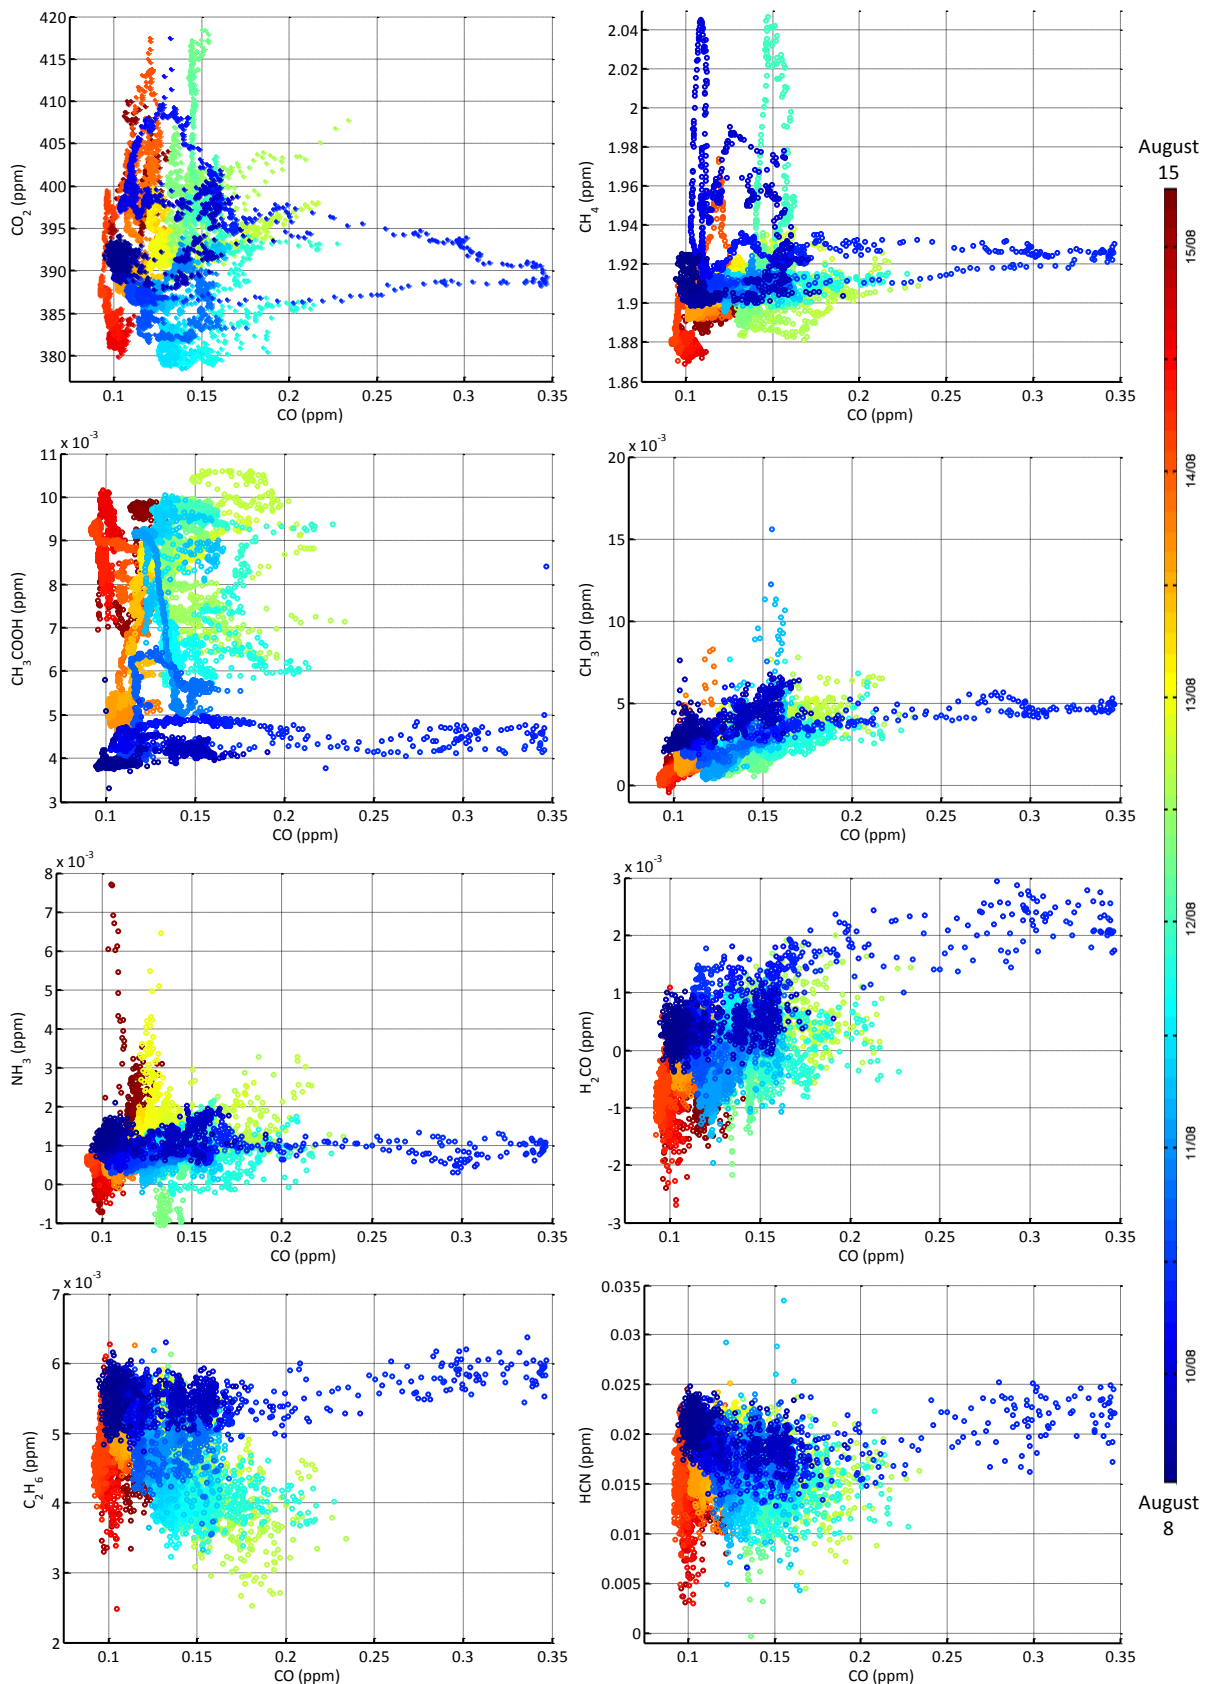 420
415
410
405
400
395
390
385
380
CO2 (ppm)
0.1 0.15 0.2 0.25 0.3 0.35
CO (ppm)
2.04
2.02
2
1.98
1.96
1.94
1.92
1.9
1.88
1.86
CH4 (ppm)
0.1 0.15 0.2 0.25 0.3 0.35
CO (ppm)
x 10-3
11
10
9
8
7
6
5
4
3
CH3COOH (ppm)
0.1 0.15 0.2 0.25 0.3 0.35
CO (ppm)
x 10-3
20
15
10
5
0
CH3OH (ppm)
0.1 0.15 0.2 0.25 0.3 0.35
CO (ppm)
x 10-3
8
7
6
5
4
3
2
1
0
-1
NH3 (ppm)
0.1 0.15 0.2 0.25 0.3 0.35
CO (ppm)
x 10-3
3
2
1
0
-1
-2
-3
H2CO (ppm)
0.1 0.15 0.2 0.25 0.3 0.35
CO (ppm)
x 10-3
7
6
5
4
3
2
C2H6 (ppm)
0.1 0.15 0.2 0.25 0.3 0.35
CO (ppm)
0.035
0.03
0.025
0.02
0.015
0.01
0.005
0
HCN (ppm)
0.1 0.15 0.2 0.25 0.3 0.35
CO (ppm)
August
15
15/08
14/08
13/08
12/08
11/08
10/08
August
8